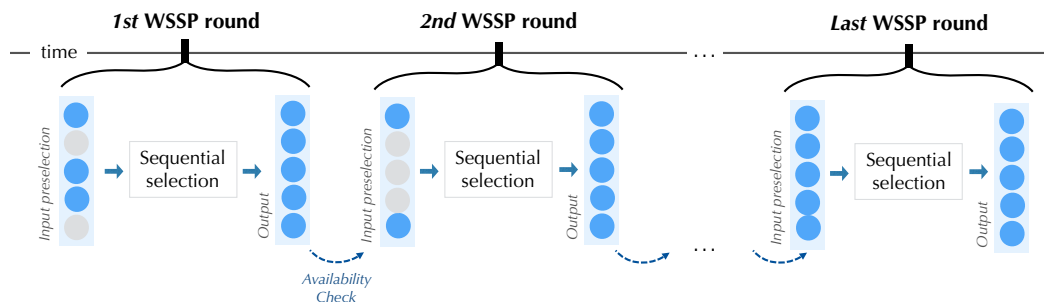 1st WSSP round
2nd WSSP round
Last WSSP round
time
...
Input preselection
Sequential
selection
Output
Input preselection
Sequential
selection
Output
Input preselection
Sequential
selection
Output
Availability
Check
...